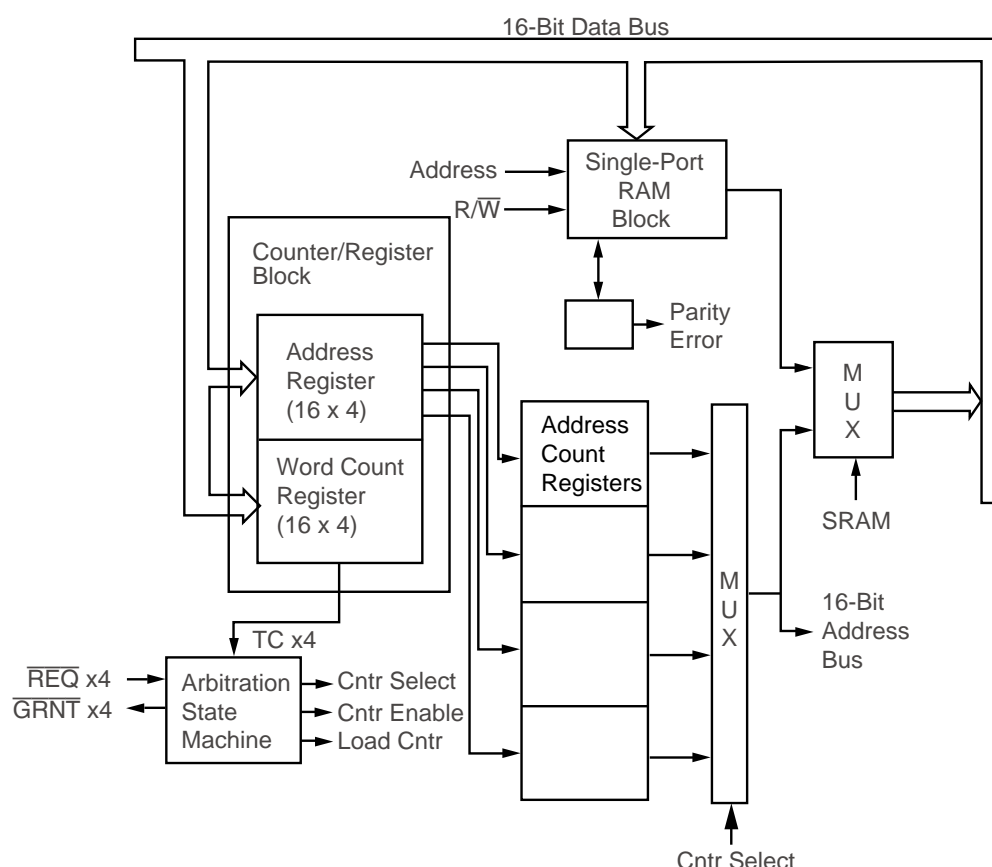 16-Bit Data Bus
Address
R/W̅
Single-Port
RAM
Block
Counter/Register
Block
Parity
Error
Address
Register
(16 x 4)
Word Count
Register
(16 x 4)
Address
Count
Registers
M
U
X
SRAM
M
U
X
16-Bit
Address
Bus
TC x4
R̅E̅Q̅ x4
G̅R̅N̅T̅ x4
Arbitration
State
Machine
Cntr Select
Cntr Enable
Load Cntr
Cntr Select